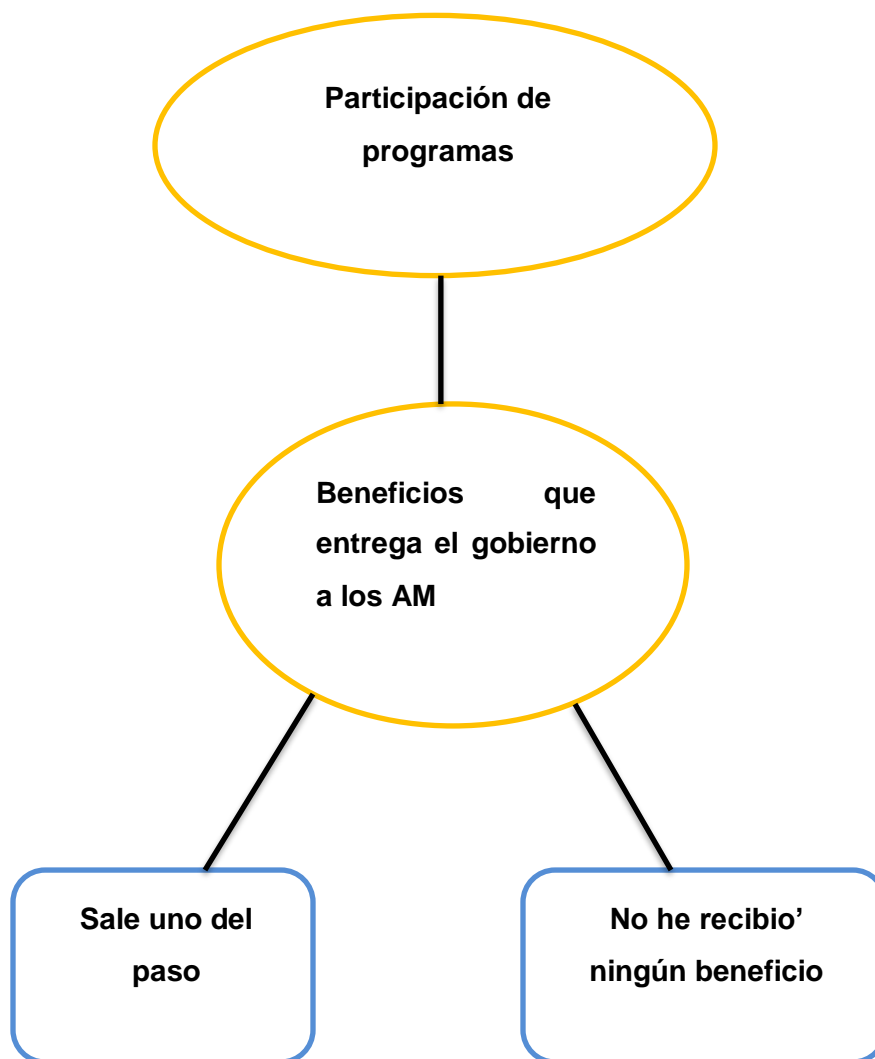 Participación de
programas
Beneficios que
entrega el gobierno
a los AM
Sale uno del
paso
No he recibio’
ningún beneficio